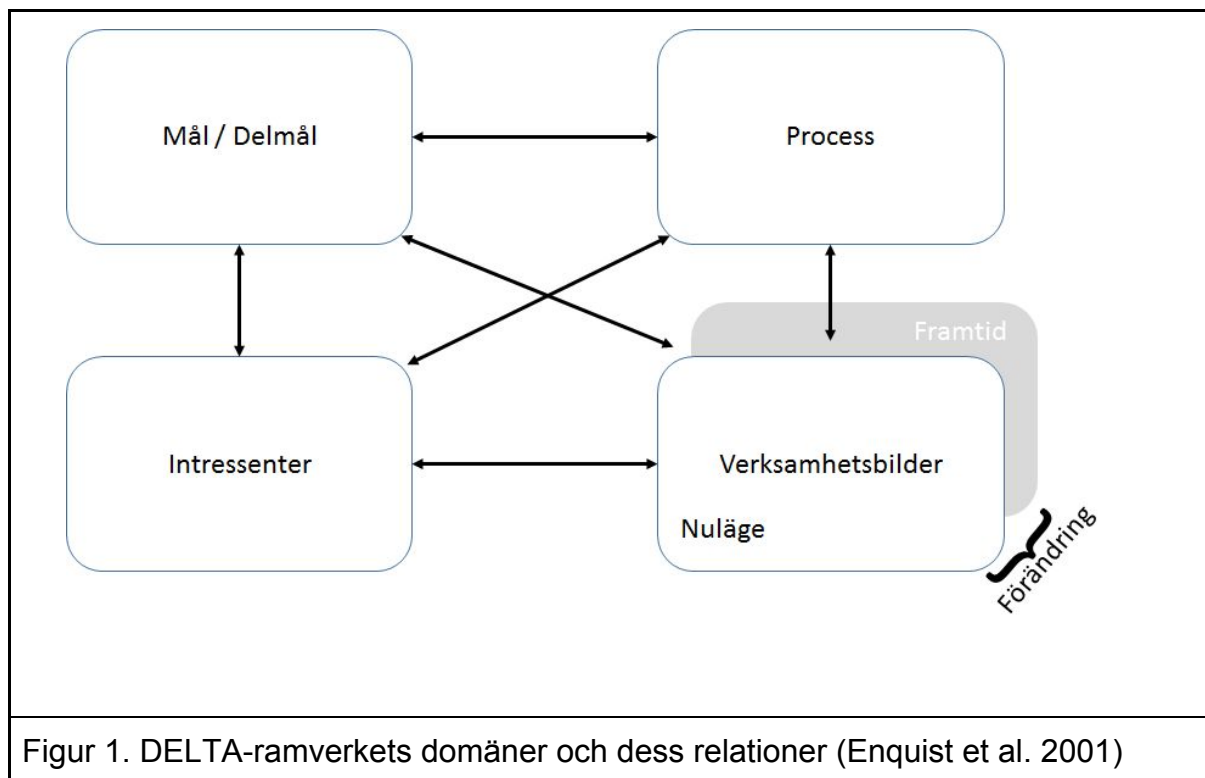 Mål / Delmål
Process
Framtid
Intressenter
Verksamhetsbilder
Nuläge
Förändring
Figur 1. DELTA-ramverkets domäner och dess relationer (Enquist et al. 2001)